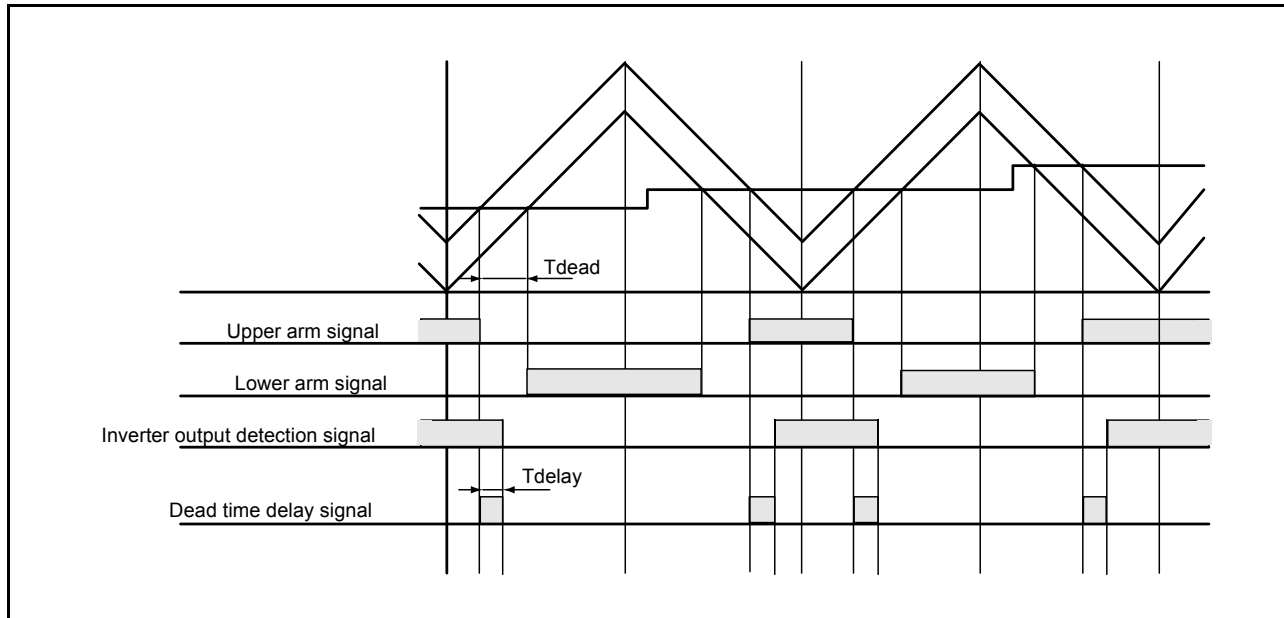 Tdead
Upper arm signal
Lower arm signal
Inverter output detection signal
Tdelay
Dead time delay signal